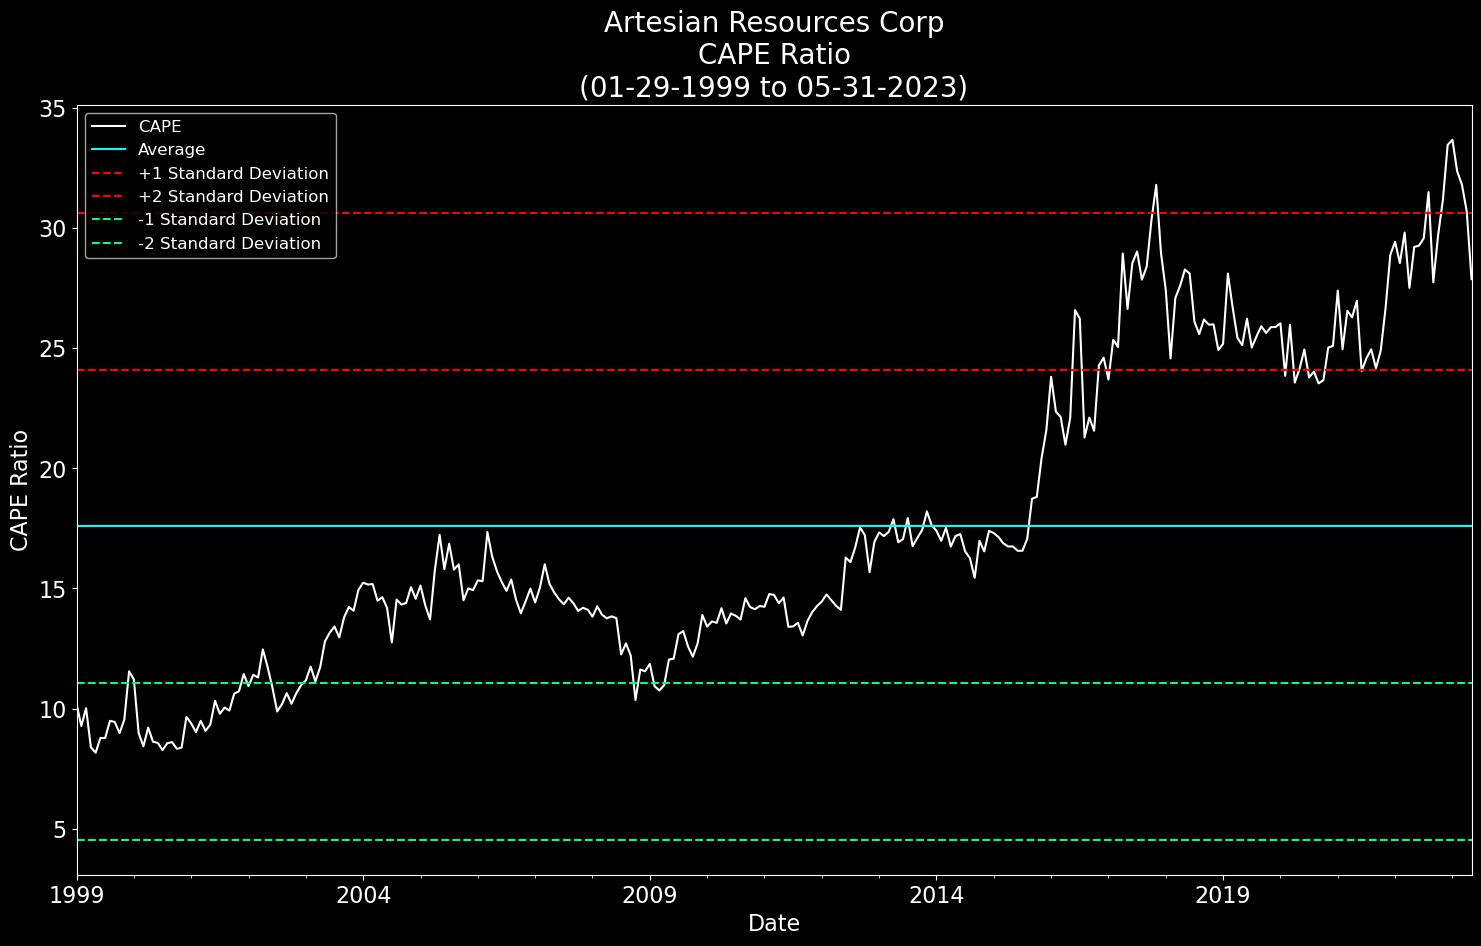 Artesian Resources Corp
CAPE Ratio
(01-29-1999 to 05-31-2023)
CAPE
Average
+1 Standard Deviation
+2 Standard Deviation
-1 Standard Deviation
-2 Standard Deviation
CAPE Ratio
35
30
25
20
15
10
5
1999
2004
2009
2014
2019
Date